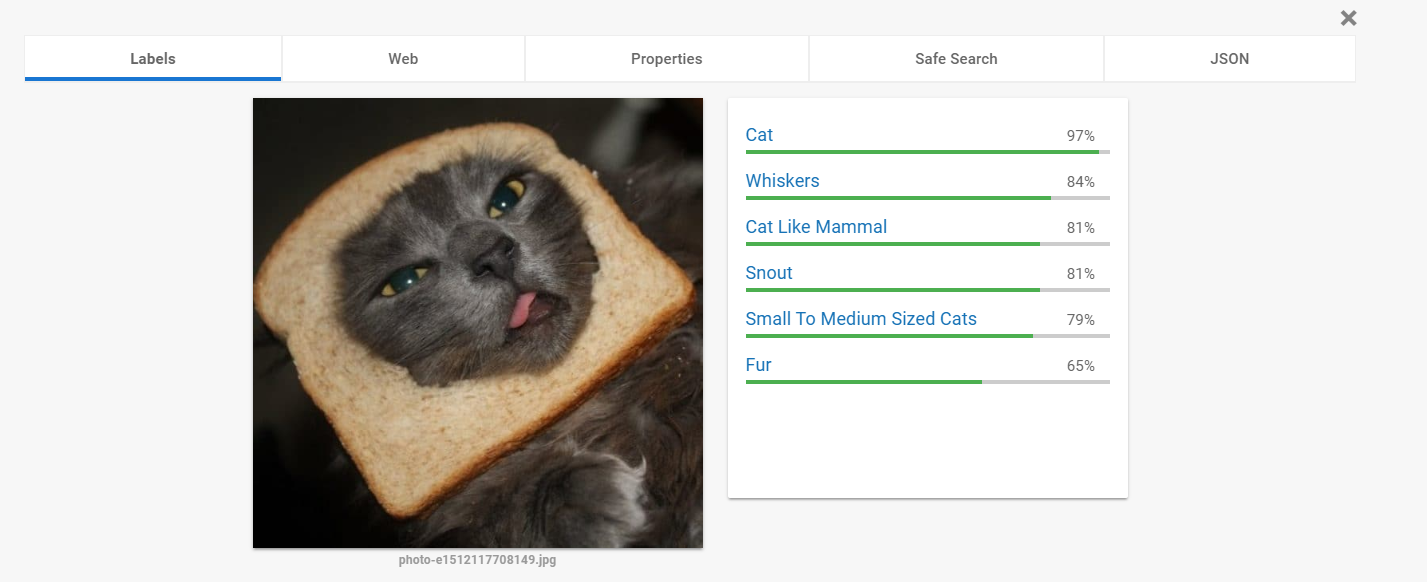 Labels Web Properties Safe Search JSON
Cat 97%
Whiskers 84%
Cat Like Mammal 81%
Snout 81%
Small To Medium Sized Cats 79%
Fur 65%
photo-e1512117708149.jpg